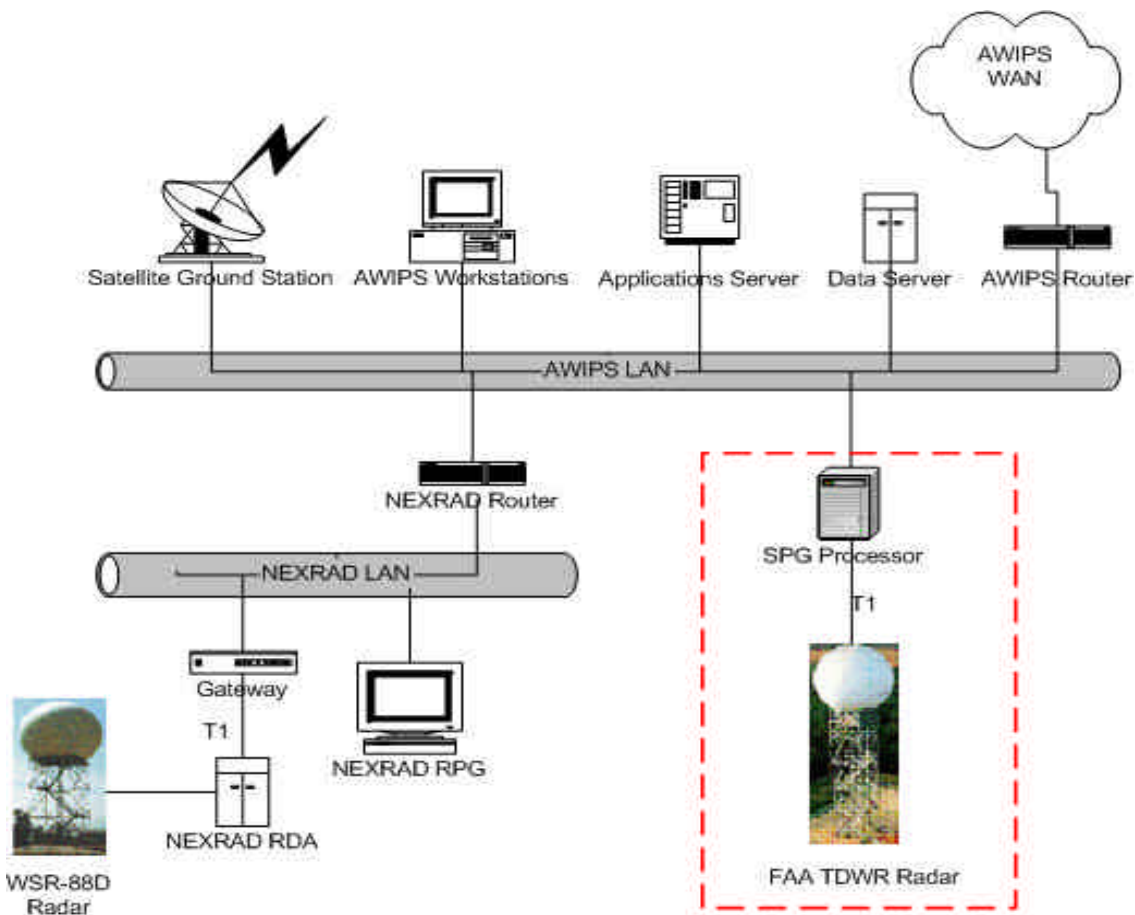 AWIPS
WAN
Satellite Ground Station
AWIPS Workstations
Applications Server
Data Server
AWIPS Router
AWIPS LAN
NEXRAD Router
SPG Processor
NEXRAD LAN
T1
Gateway
T1
NEXRAD RPG
NEXRAD RDA
FAA TDWR Radar
WSR-88D
Radar